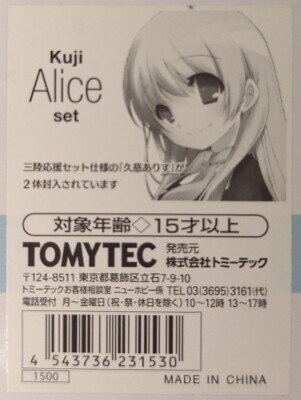 Kuji
Alice
set
三陸応援セット仕様の「久慈ありす」が
2体封入されています
対象年齢◇15才以上
TOMYTEC 発売元 株式会社トミーテック
〒124-8511 東京都葛飾区立石7-9-10
トミーテックお客様相談室 ニューホビー係 TEL 03(3695)3161(代)
電話受付 月~金曜日(祝・祭・休日を除く) 10~12時 13~17時
4 543736 231530
1500
MADE IN CHINA